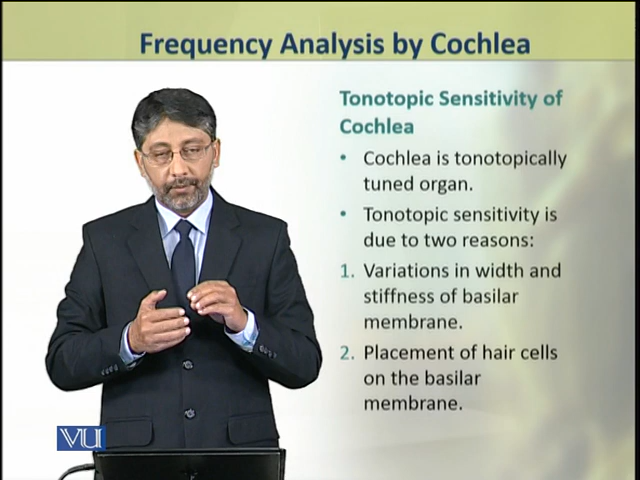 Frequency Analysis by Cochlea
Tonotopic Sensitivity of
Cochlea
• Cochlea is tonotopically
tuned organ.
• Tonotopic sensitivity is
due to two reasons:
1. Variations in width and
stiffness of basilar
membrane.
2. Placement of hair cells
on the basilar
membrane.
VU